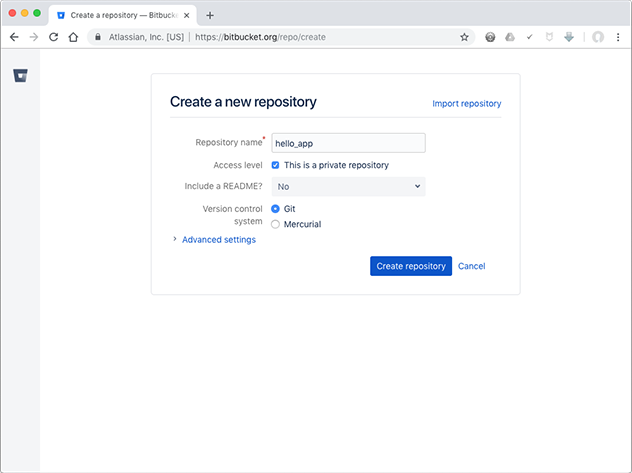 Create a repository — Bitbucke
Atlassian, Inc. [US] | https://bitbucket.org/repo/create
Create a new repository
Import repository
Repository name* hello_app
Access level This is a private repository
Include a README? No
Version control system
Git
Mercurial
Advanced settings
Create repository Cancel